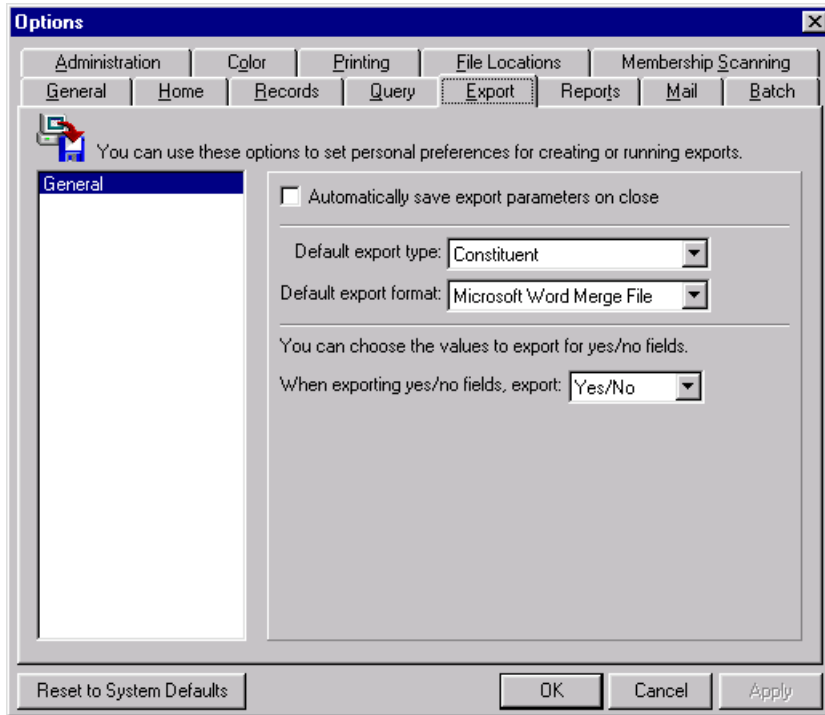 Options
Administration Color Printing File Locations Membership Scanning
General Home Records Query Export Reports Mail Batch
You can use these options to set personal preferences for creating or running exports.
General
Automatically save export parameters on close
Default export type: Constituent
Default export format: Microsoft Word Merge File
You can choose the values to export for yes/no fields.
When exporting yes/no fields, export: Yes/No
Reset to System Defaults OK Cancel Apply